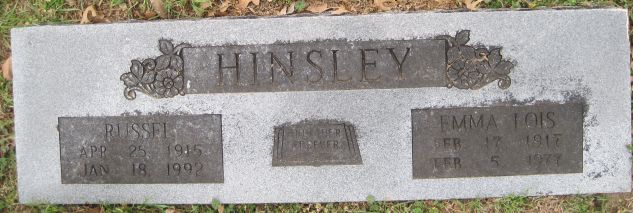 HINSLEY
RUSSEL
APR 25 1915
JAN 18 1992
TOGETHER
FOREVER
EMMA LOIS
FEB 17 1917
FEB 5 1977